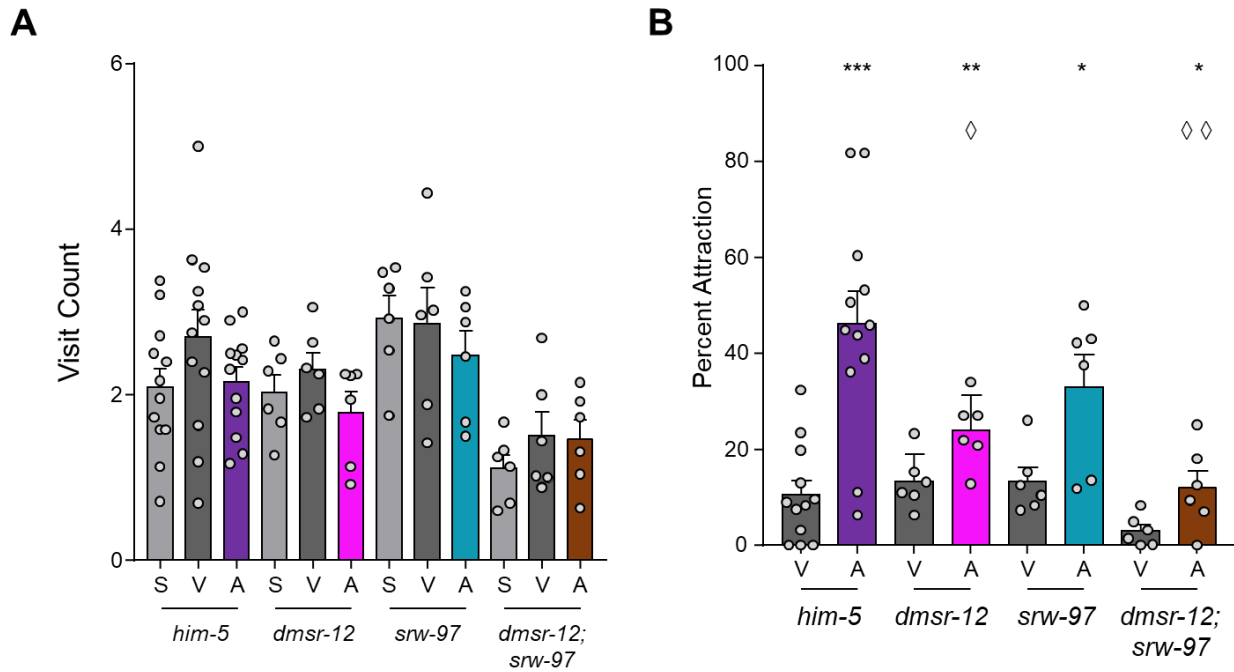 A
Visit Count
6
4
2
0
S V A S V A S V A S V A
him-5 dmsr-12 srw-97 dmsr-12;
srw-97
B
Percent Attraction
100
80
60
40
20
0
*** ** * *
◊ ◊ ◊
V A V A V A V A
him-5 dmsr-12 srw-97 dmsr-12;
srw-97